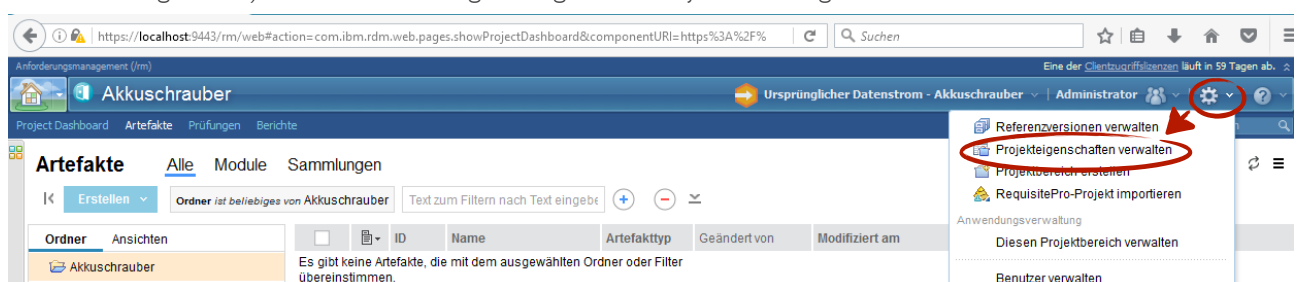 https://localhost:9443/rm/web#action=com.ibm.rdm.web.pages.showProjectDashboard&componentURI=https%3A%2F%
Suchen
Anforderungsmanagement (/rm)
Eine der Clientzugriffslizenzen läuft in 59 Tagen ab.
Akkuschrauber
Ursprünglicher Datenstrom - Akkuschrauber
Administrator
Project Dashboard Artefakte Prüfungen Berichte
Referenzversionen verwalten
Projekteigenschaften verwalten
Projektbereich erstellen
RequisitePro-Projekt importieren
Anwendungsverwaltung
Diesen Projektbereich verwalten
Benutzer verwalten
Artefakte Alle Module Sammlungen
Erstellen
Ordner ist beliebiges von Akkuschrauber
Text zum Filtern nach Text eingebe
Ordner Ansichten
ID Name Artefakttyp Geändert von Modifiziert am
Akkuschrauber
Es gibt keine Artefakte, die mit dem ausgewählten Ordner oder Filter
übereinstimmen.